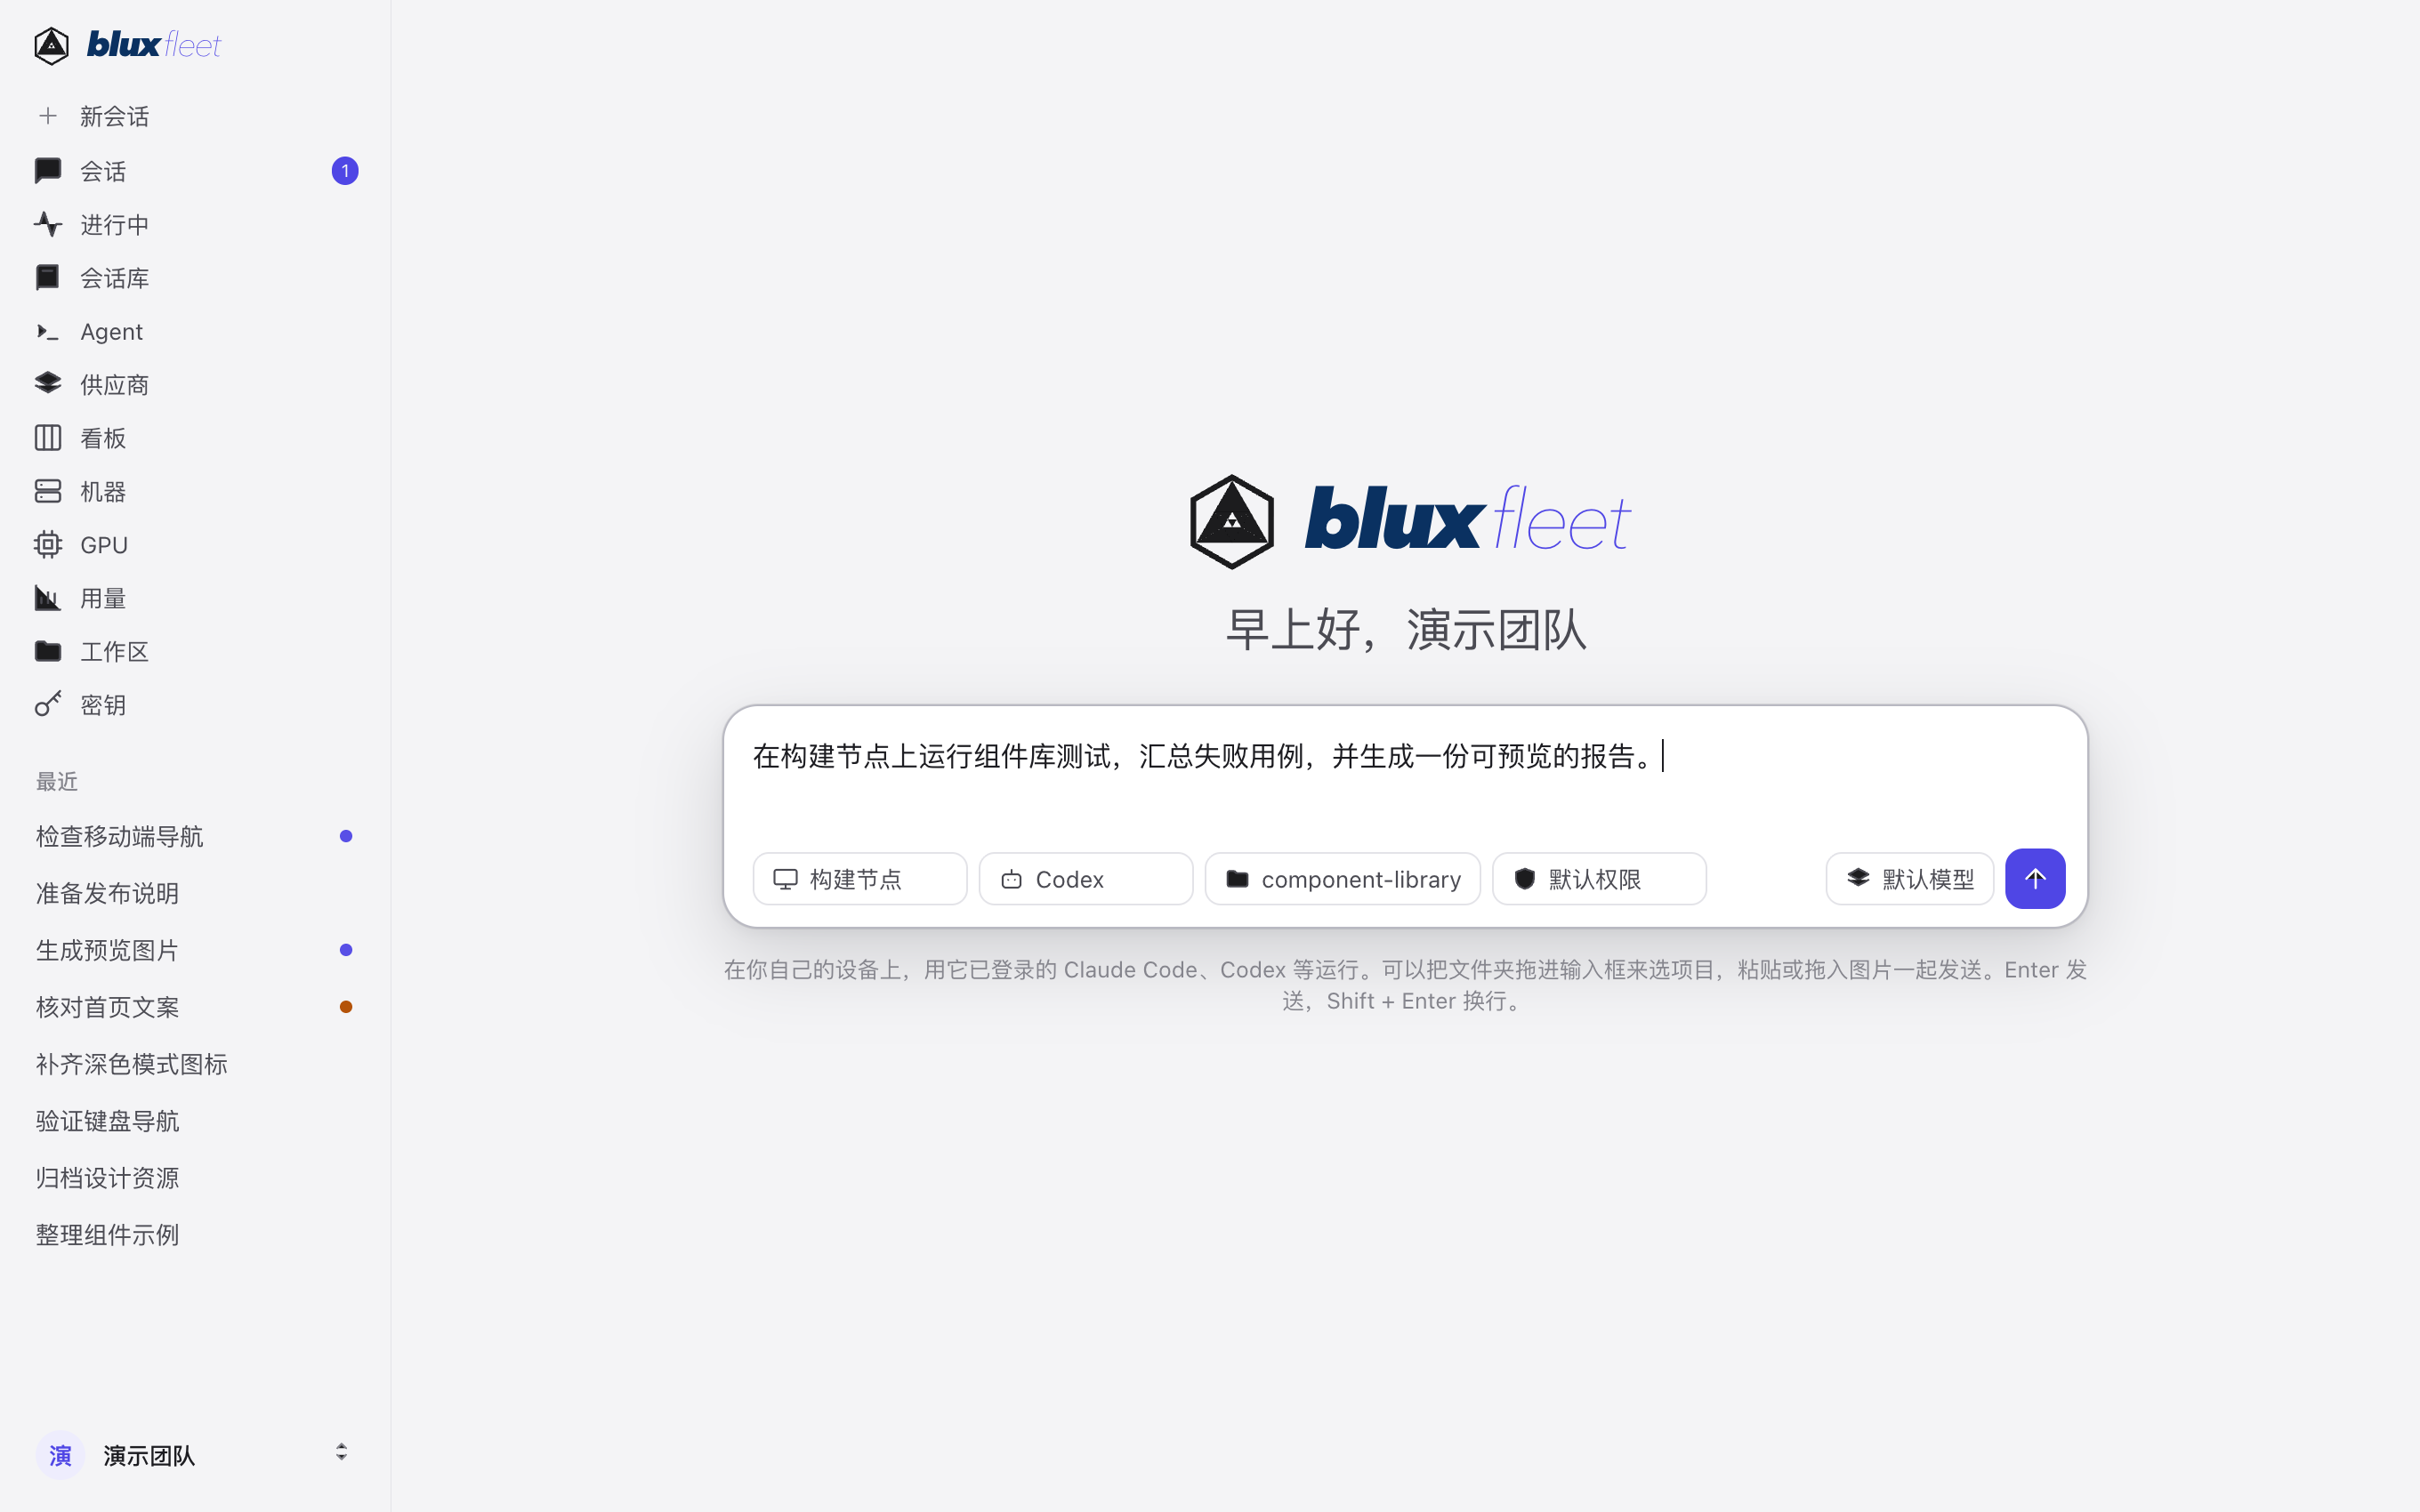 bluxfleet
新会话
会话 1
进行中
会话库
Agent
供应商
看板
机器
GPU
用量
工作区
密钥
最近
检查移动端导航
准备发布说明
生成预览图片
核对首页文案
补齐深色模式图标
验证键盘导航
归档设计资源
整理组件示例
演 演示团队
bluxfleet
早上好，演示团队
在构建节点上运行组件库测试，汇总失败用例，并生成一份可预览的报告。
构建节点 Codex component-library 默认权限 默认模型
在你自己的设备上，用它已登录的 Claude Code、Codex 等运行。可以把文件夹拖进输入框来选项目，粘贴或拖入图片一起发送。Enter 发
送，Shift + Enter 换行。